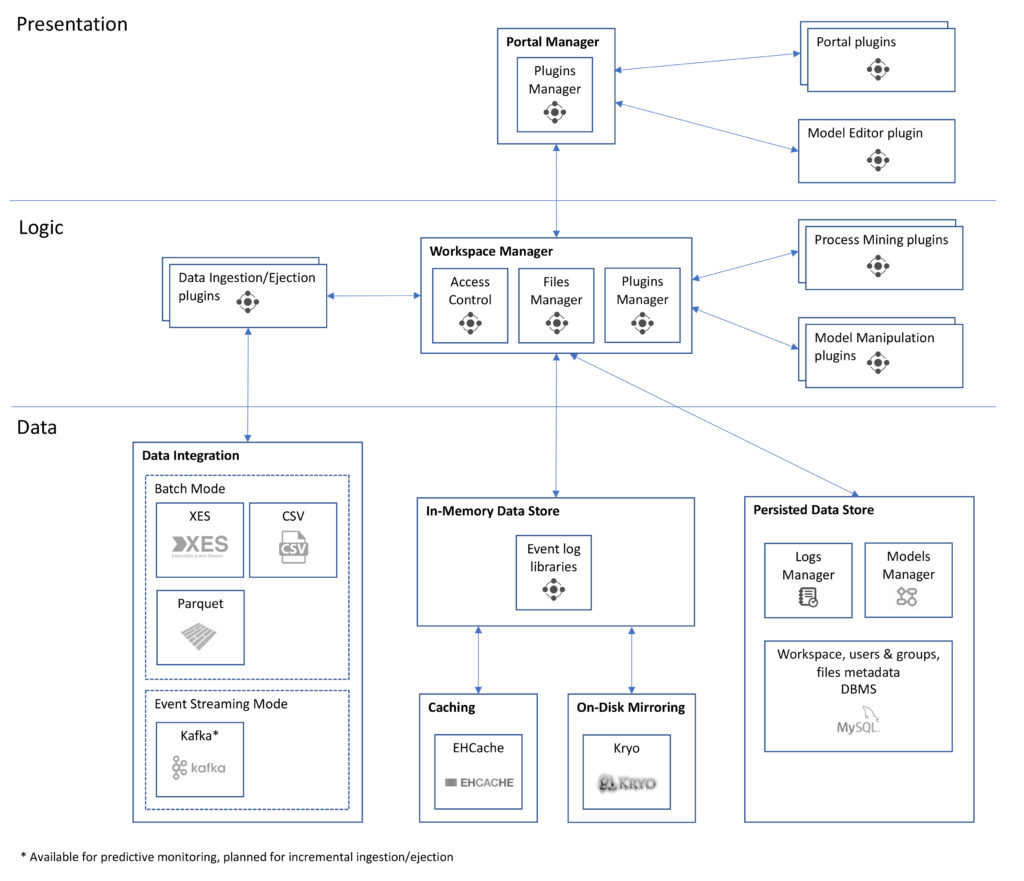 Presentation
Portal Manager
Plugins
Manager
Portal plugins
Model Editor plugin
Logic
Data Ingestion/Ejection
plugins
Workspace Manager
Access
Control
Files
Manager
Plugins
Manager
Process Mining plugins
Model Manipulation
plugins
Data
Data Integration
Batch Mode
XES
XES
Extensible Event Stream
CSV
CSV
Parquet
Event Streaming Mode
Kafka*
kafka
In-Memory Data Store
Event log
libraries
Caching
EHCache
EHCACHE
On-Disk Mirroring
Kryo
KRYO
Persisted Data Store
Logs
Manager
Models
Manager
Workspace, users & groups,
files metadata
DBMS
MySQL
* Available for predictive monitoring, planned for incremental ingestion/ejection